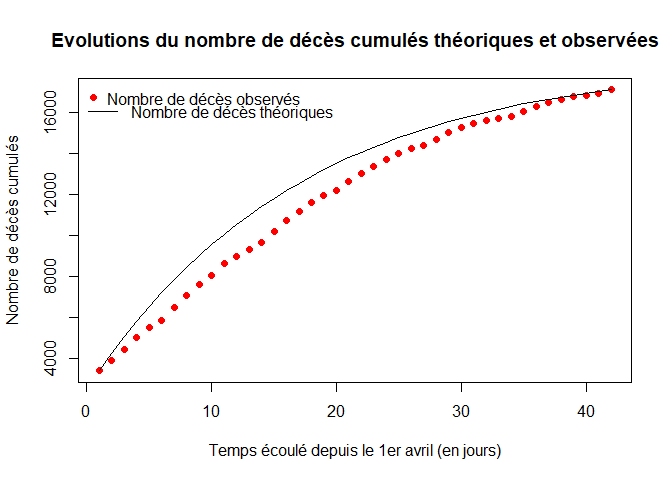 Evolutions du nombre de décès cumulés théoriques et observées
Nombre de décès observés
Nombre de décès théoriques
Nombre de décès cumulés
16000
12000
8000
4000
0 10 20 30 40
Temps écoulé depuis le 1er avril (en jours)